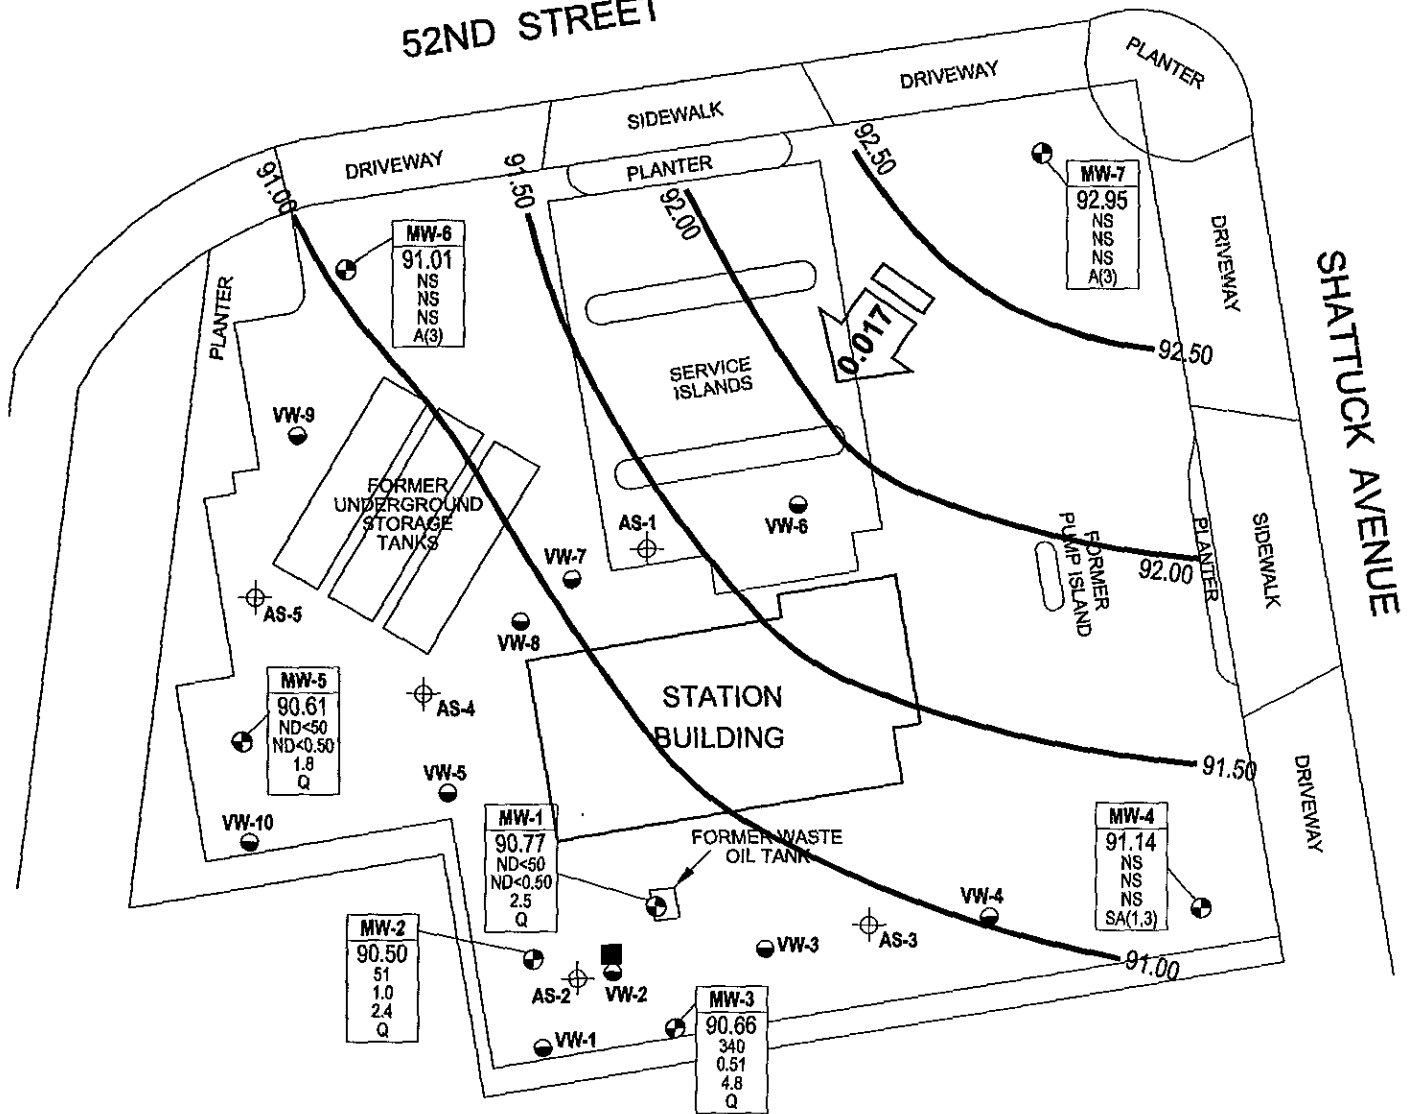 52ND STREET
PLANTER
DRIVEWAY
SIDEWALK
DRIVEWAY
PLANTER
91.00
91.50
92.00
92.50
MW-7
92.95
NS
NS
NS
A(3)
MW-6
91.01
NS
NS
NS
A(3)
DRIVEWAY
SHATTUCK AVENUE
PLANTER
0.017
92.50
SERVICE
ISLANDS
VW-9
FORMER
UNDERGROUND
STORAGE
TANKS
AS-1
VW-6
FORMER
PUMP ISLAND
PLANTER
SIDEWALK
VW-7
92.00
AS-5
VW-8
MW-5
90.61
ND<50
ND<0.50
1.8
Q
AS-4
STATION
BUILDING
91.50
DRIVEWAY
VW-5
VW-10
MW-1
90.77
ND<50
ND<0.50
2.5
Q
FORMER WASTE
OIL TANK
MW-4
91.14
NS
NS
NS
SA(1,3)
VW-4
MW-2
90.50
51
1.0
2.4
Q
VW-3
AS-3
91.00
AS-2
VW-2
MW-3
90.66
340
0.51
4.8
Q
VW-1